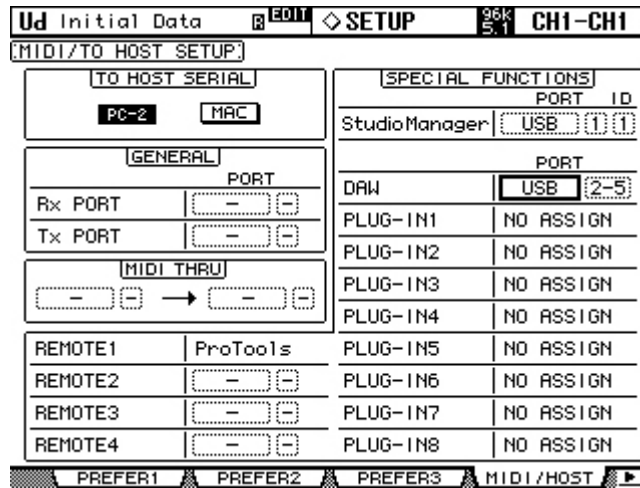 Ud Initial Data R EDIT ◇SETUP 96k 5.1 CH1-CH1
MIDI/TO HOST SETUP
TO HOST SERIAL
PC-2 MAC
GENERAL
PORT
Rx PORT - -
Tx PORT - -
MIDI THRU
- - → - -
REMOTE1 ProTools
REMOTE2 - -
REMOTE3 - -
REMOTE4 - -
SPECIAL FUNCTIONS
PORT ID
StudioManager USB 1 1
PORT
DAW USB 2-5
PLUG-IN1 NO ASSIGN
PLUG-IN2 NO ASSIGN
PLUG-IN3 NO ASSIGN
PLUG-IN4 NO ASSIGN
PLUG-IN5 NO ASSIGN
PLUG-IN6 NO ASSIGN
PLUG-IN7 NO ASSIGN
PLUG-IN8 NO ASSIGN
PREFER1 PREFER2 PREFER3 MIDI/HOST